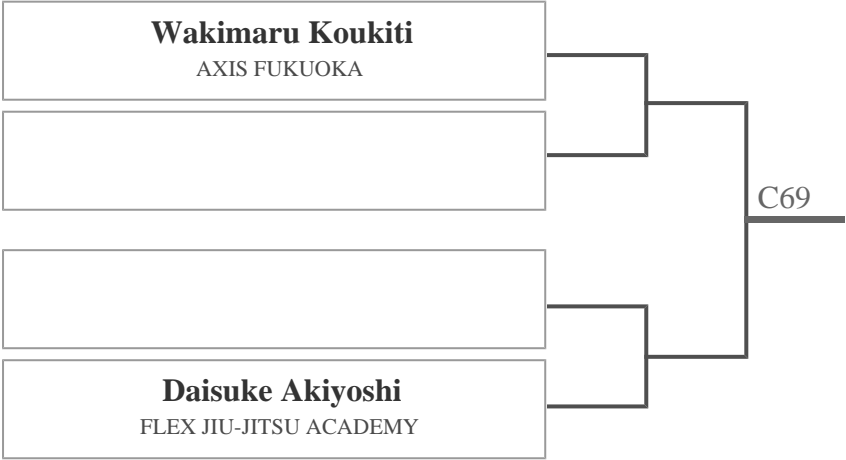 Wakimaru Koukiti
AXIS FUKUOKA
C69
Daisuke Akiyoshi
FLEX JIU-JITSU ACADEMY